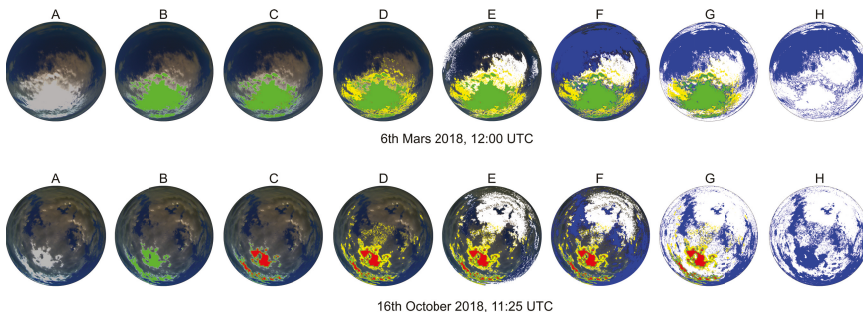 A B C D E F G H
6th Mars 2018, 12:00 UTC
A B C D E F G H
16th October 2018, 11:25 UTC